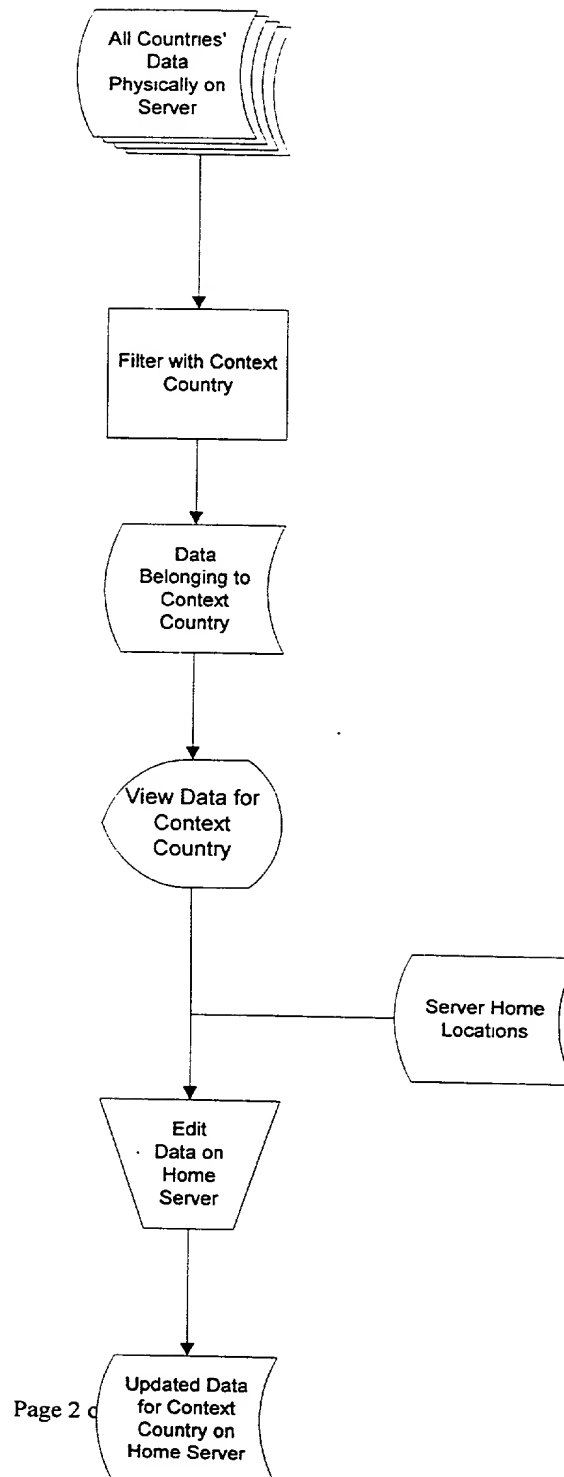 All Countries'
Data
Physically on
Server
Filter with Context
Country
Data
Belonging to
Context
Country
View Data for
Context
Country
Server Home
Locations
Edit
Data on
Home
Server
Updated Data
for Context
Country on
Home Server
Page 2